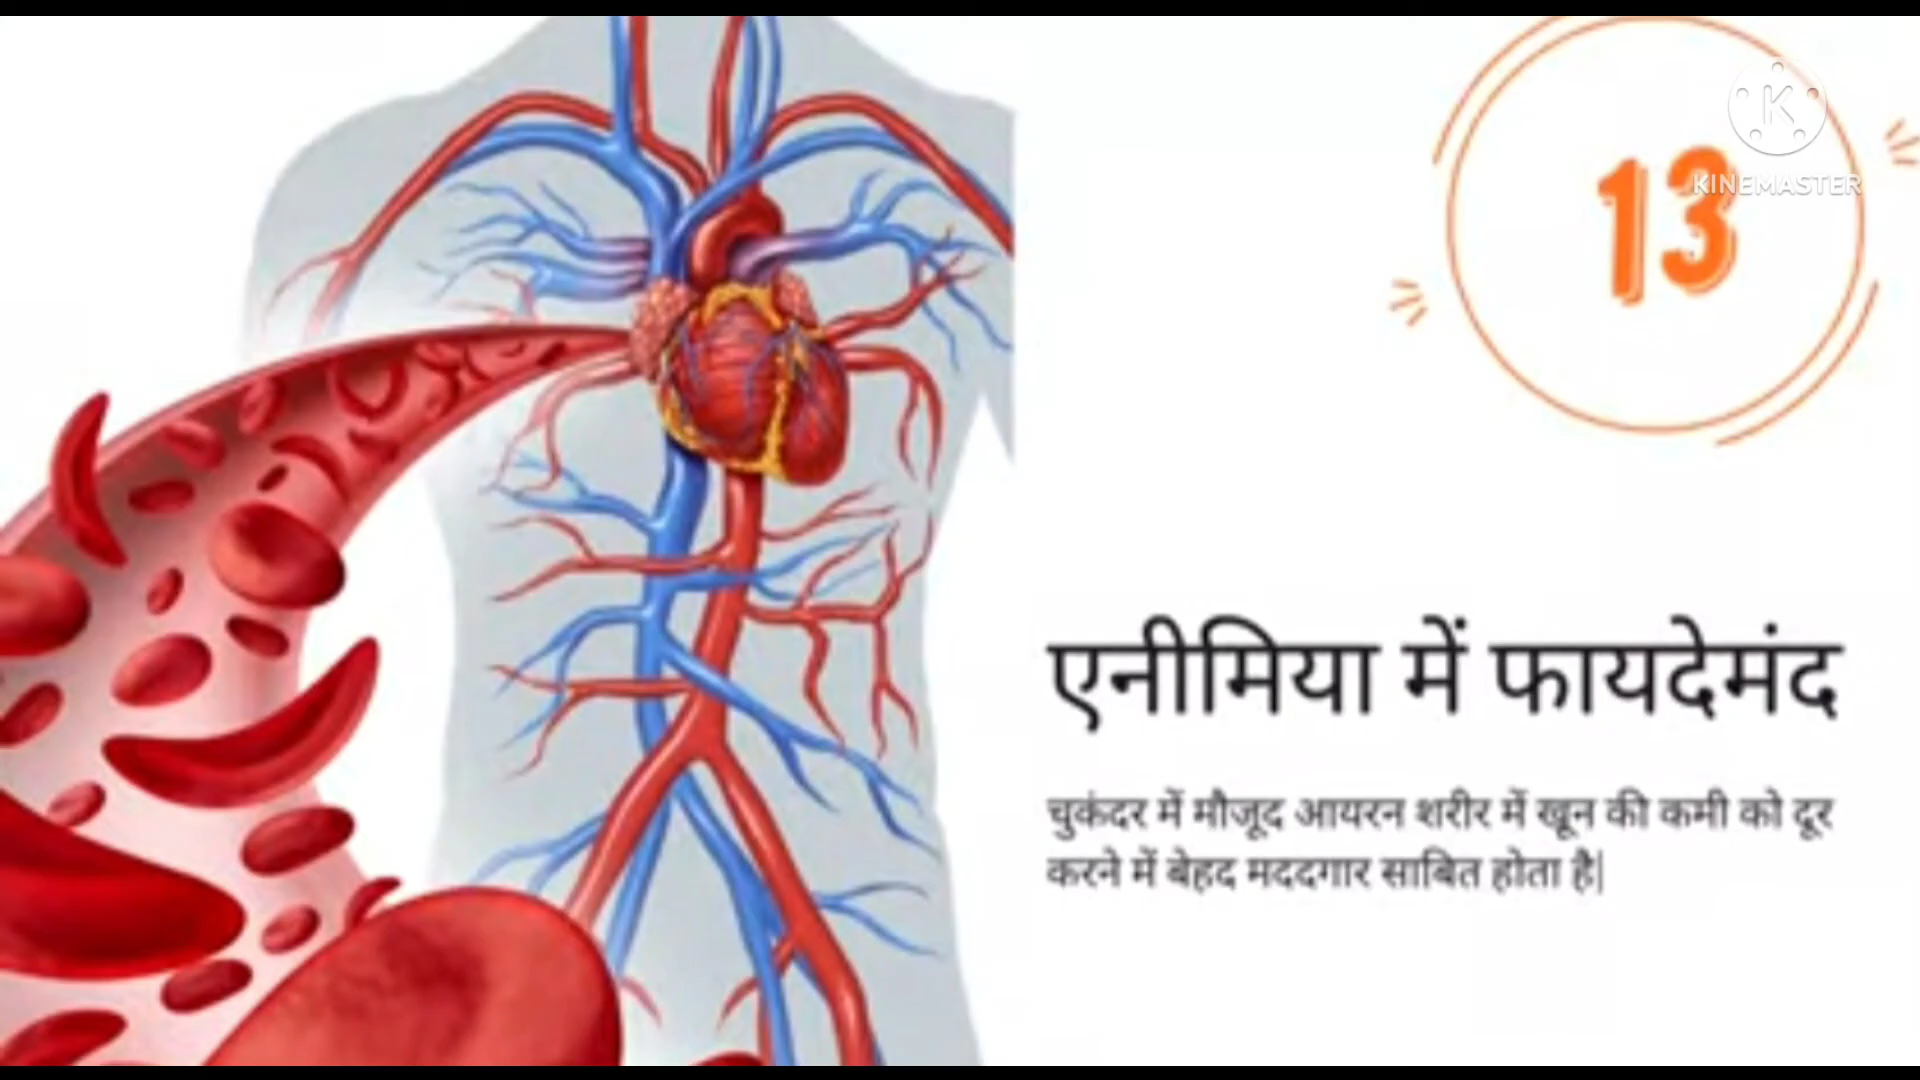 13
KINEMASTER
एनीमिया में फायदेमंद
चुकंदर में मौजूद आयरन शरीर में खून की कमी को दूर
करने में बेहद मददगार साबित होता है|